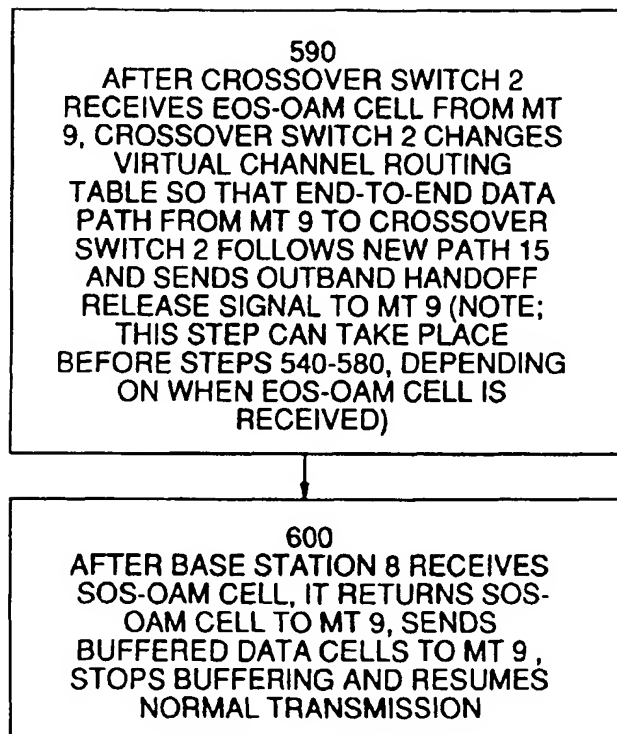 590
AFTER CROSSOVER SWITCH 2
RECEIVES EOS-OAM CELL FROM MT
9, CROSSOVER SWITCH 2 CHANGES
VIRTUAL CHANNEL ROUTING
TABLE SO THAT END-TO-END DATA
PATH FROM MT 9 TO CROSSOVER
SWITCH 2 FOLLOWS NEW PATH 15
AND SENDS OUTBAND HANDOFF
RELEASE SIGNAL TO MT 9 (NOTE;
THIS STEP CAN TAKE PLACE
BEFORE STEPS 540-580, DEPENDING
ON WHEN EOS-OAM CELL IS
RECEIVED)
600
AFTER BASE STATION 8 RECEIVES
SOS-OAM CELL, IT RETURNS SOS-
OAM CELL TO MT 9, SENDS
BUFFERED DATA CELLS TO MT 9 ,
STOPS BUFFERING AND RESUMES
NORMAL TRANSMISSION